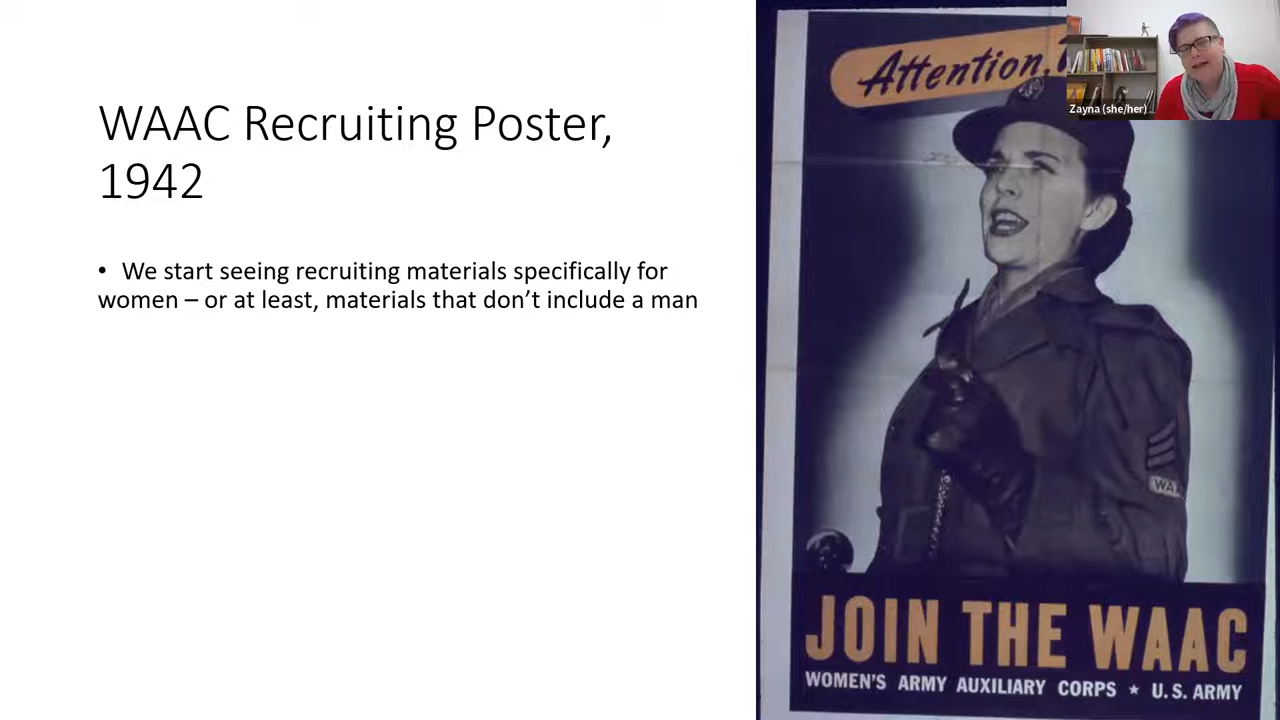 WAAC Recruiting Poster,
1942
• We start seeing recruiting materials specifically for
women – or at least, materials that don’t include a man
Attention,
Zayna (she/her)
WA
JOIN THE WAAC
WOMEN'S ARMY AUXILIARY CORPS ★ U.S. ARMY